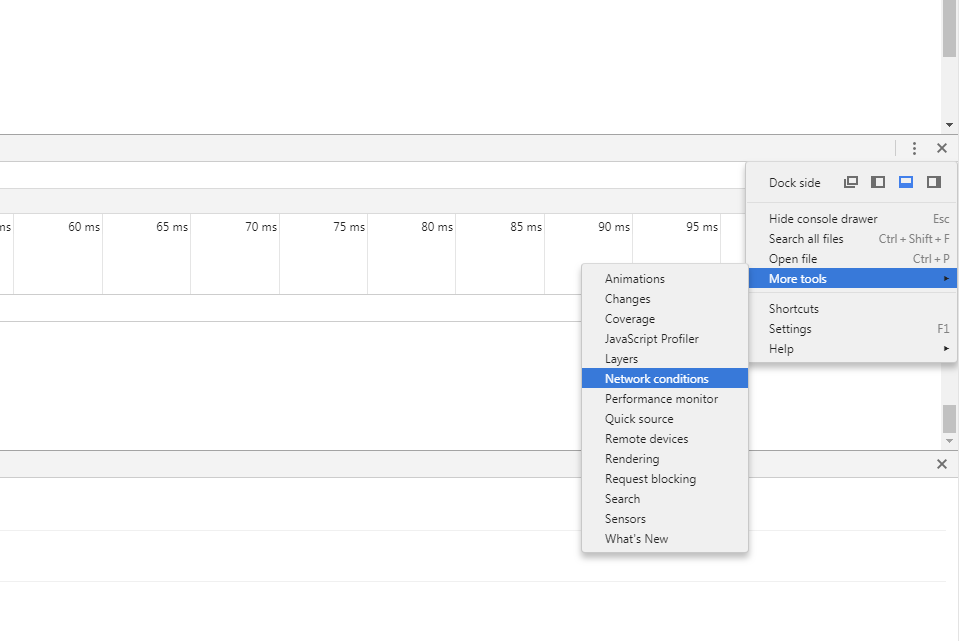 Dock side
Hide console drawer Esc
Search all files Ctrl + Shift + F
Open file Ctrl + P
More tools
Shortcuts
Settings F1
Help
ms 60 ms 65 ms 70 ms 75 ms 80 ms 85 ms 90 ms 95 ms
Animations
Changes
Coverage
JavaScript Profiler
Layers
Network conditions
Performance monitor
Quick source
Remote devices
Rendering
Request blocking
Search
Sensors
What's New